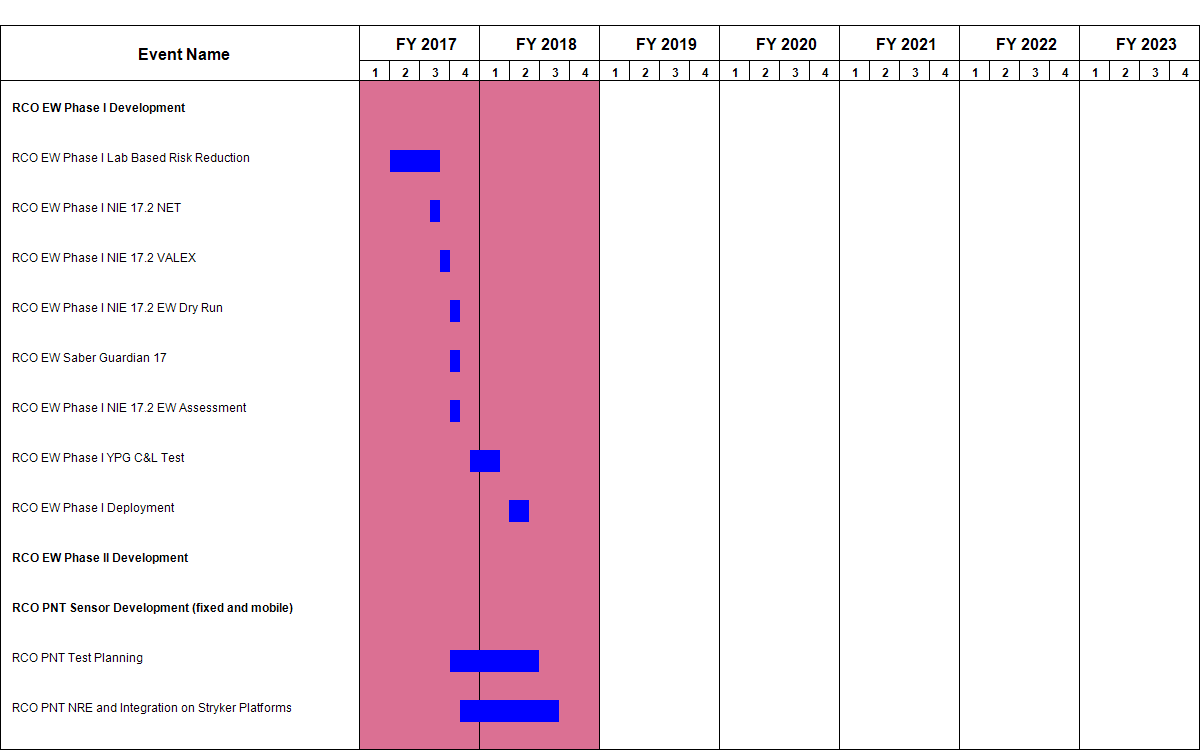 Event Name
FY 2017 FY 2018 FY 2019 FY 2020 FY 2021 FY 2022 FY 2023
1 2 3 4 1 2 3 4 1 2 3 4 1 2 3 4 1 2 3 4 1 2 3 4 1 2 3 4
RCO EW Phase I Development
RCO EW Phase I Lab Based Risk Reduction
RCO EW Phase I NIE 17.2 NET
RCO EW Phase I NIE 17.2 VALEX
RCO EW Phase I NIE 17.2 EW Dry Run
RCO EW Saber Guardian 17
RCO EW Phase I NIE 17.2 EW Assessment
RCO EW Phase I YPG C&L Test
RCO EW Phase I Deployment
RCO EW Phase II Development
RCO PNT Sensor Development (fixed and mobile)
RCO PNT Test Planning
RCO PNT NRE and Integration on Stryker Platforms